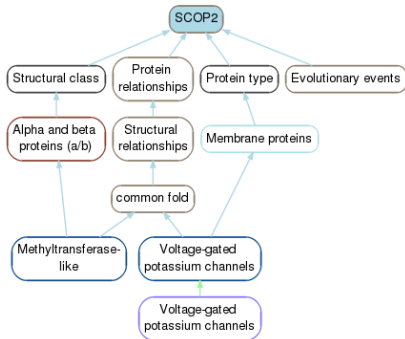 SCOP2
Structural class
Protein
relationships
Protein type
Evolutionary events
Alpha and beta
proteins (a/b)
Structural
relationships
Membrane proteins
common fold
Methyltransferase-
like
Voltage-gated
potassium channels
Voltage-gated
potassium channels